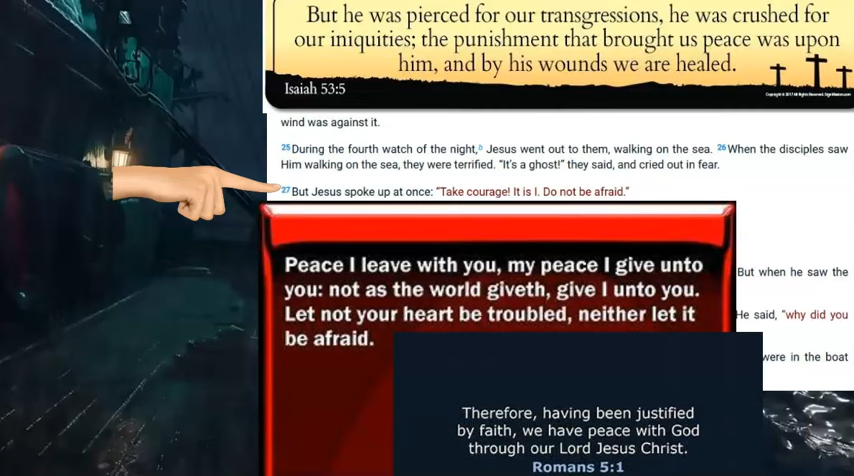 But he was pierced for our transgressions, he was crushed for
our iniquities; the punishment that brought us peace was upon
him, and by his wounds we are healed.
Isaiah 53:5
wind was against it.
25 During the fourth watch of the night,b Jesus went out to them, walking on the sea. 26 When the disciples saw
Him walking on the sea, they were terrified. “It’s a ghost!” they said, and cried out in fear.
27 But Jesus spoke up at once: “Take courage! It is I. Do not be afraid.”
But when he saw the
He said, “why did you
were in the boat
Peace I leave with you, my peace I give unto
you: not as the world giveth, give I unto you.
Let not your heart be troubled, neither let it
be afraid.
Therefore, having been justified
by faith, we have peace with God
through our Lord Jesus Christ.
Romans 5:1